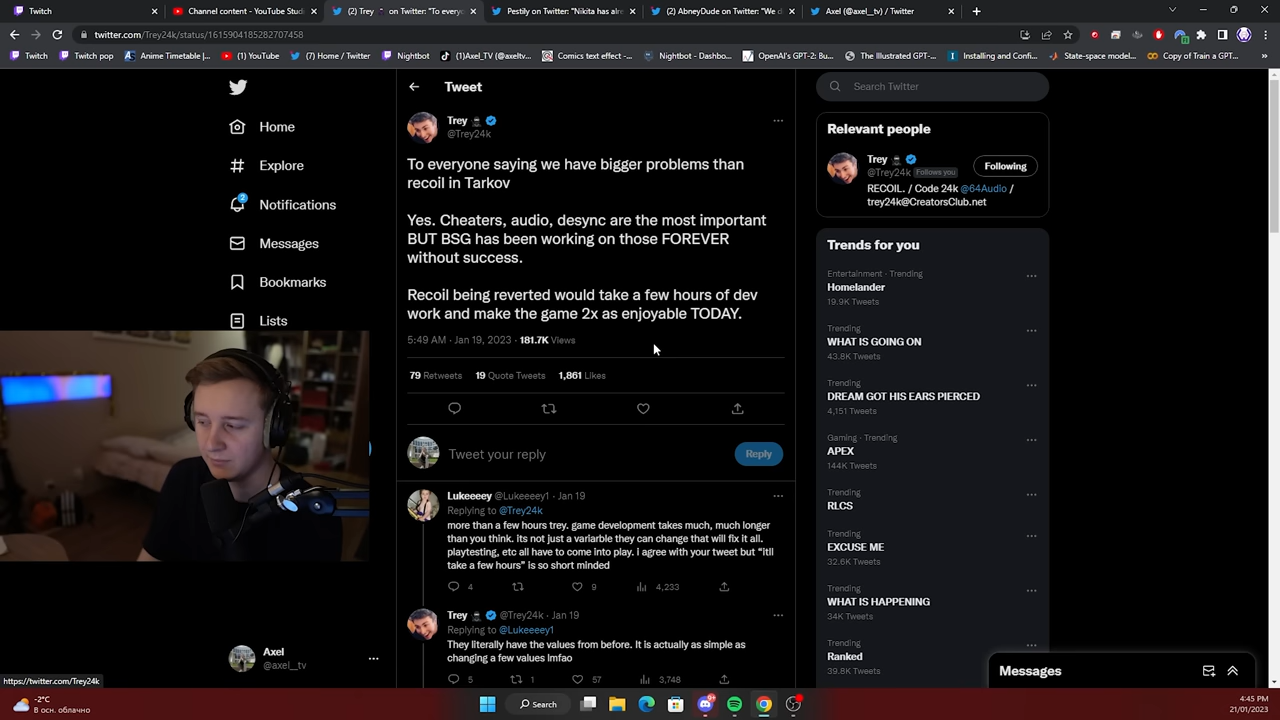 Twitch
Channel content - YouTube Studi
(2) Trey on Twitter: "To everyo
Pestily on Twitter: "Nikita has alre
(2) AbneyDude on Twitter: "We d
Axel (@axel__tv) / Twitter
twitter.com/Trey24k/status/1615904185282707458
Twitch
Twitch pop
Anime Timetable |...
(1) YouTube
(7) Home / Twitter
Nightbot
(1)Axel_TV (@axeltv...
Comics text effect -...
Nightbot - Dashbo...
OpenAI's GPT-2: Bu...
The Illustrated GPT-...
Installing and Confi...
State-space model...
Copy of Train a GP...
Home
Explore
2
Notifications
Messages
Bookmarks
Lists
Axel
@axel__tv
https://twitter.com/Trey24k
Tweet
Trey
@Trey24k
To everyone saying we have bigger problems than
recoil in Tarkov
Yes. Cheaters, audio, desync are the most important
BUT BSG has been working on those FOREVER
without success.
Recoil being reverted would take a few hours of dev
work and make the game 2x as enjoyable TODAY.
5:49 AM · Jan 19, 2023 · 181.7K Views
79 Retweets 19 Quote Tweets 1,861 Likes
Tweet your reply
Reply
Lukeeeey @Lukeeeey1 · Jan 19
Replying to @Trey24k
more than a few hours trey. game development takes much, much longer
than you think. its not just a variarble they can change that will fix it all.
playtesting, etc all have to come into play. i agree with your tweet but "itll
take a few hours" is so short minded
4 9 4,233
Trey @Trey24k · Jan 19
Replying to @Lukeeeey1
They literally have the values from before. It is actually as simple as
changing a few values lmfao
5 1 57 3,748
Search Twitter
Relevant people
Trey
@Trey24k Follows you
Following
RECOIL. / Code 24k @64Audio /
trey24k@CreatorsClub.net
Trends for you
Entertainment · Trending
Homelander
19.9K Tweets
Trending
WHAT IS GOING ON
43.8K Tweets
Trending
DREAM GOT HIS EARS PIERCED
4,151 Tweets
Gaming · Trending
APEX
144K Tweets
Trending
RLCS
Trending
EXCUSE ME
32.6K Tweets
Trending
WHAT IS HAPPENING
34K Tweets
Trending
Ranked
39.8K Tweets
Messages
-2°C
В осн. облачно
Search
4:45 PM
21/01/2023